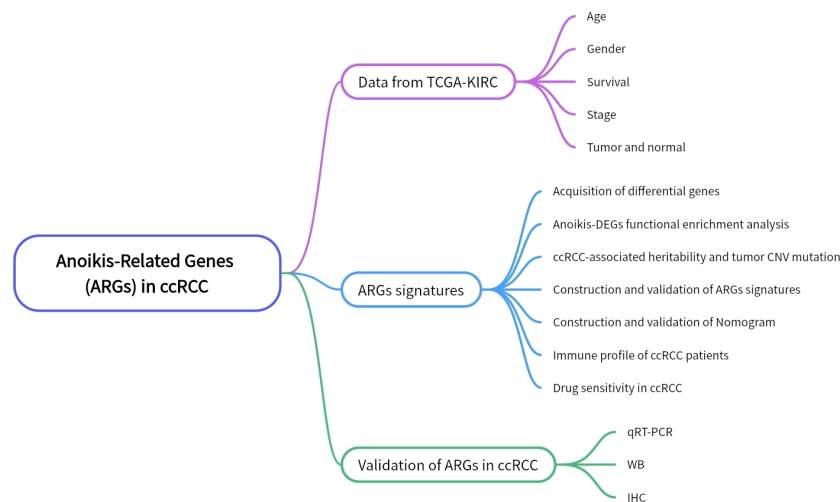 Anoikis-Related Genes
(ARGs) in ccRCC
Data from TCGA-KIRC
Age
Gender
Survival
Stage
Tumor and normal
ARGs signatures
Acquisition of differential genes
Anoikis-DEGs functional enrichment analysis
ccRCC-associated heritability and tumor CNV mutation
Construction and validation of ARGs signatures
Construction and validation of Nomogram
Immune profile of ccRCC patients
Drug sensitivity in ccRCC
Validation of ARGs in ccRCC
qRT-PCR
WB
IHC